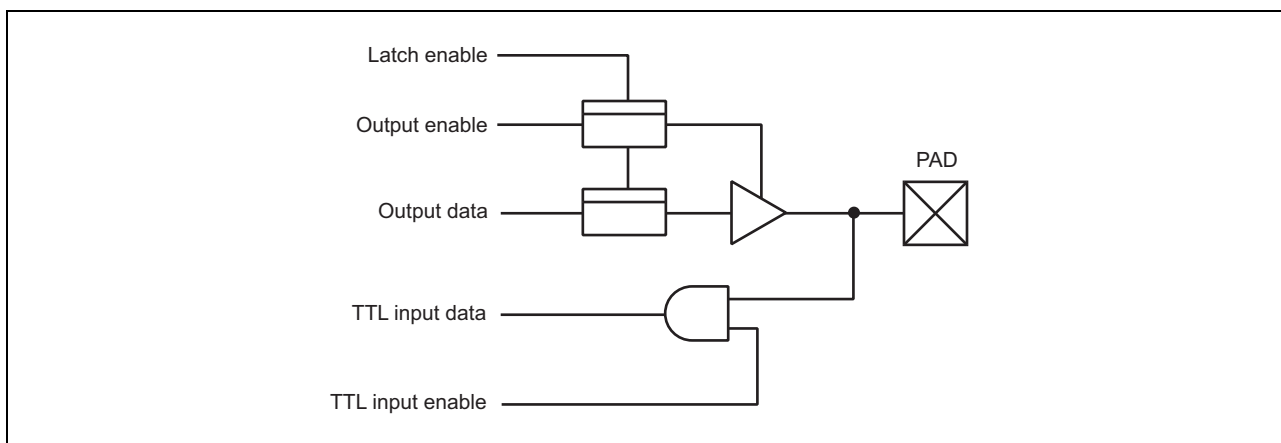 Latch enable
Output enable
PAD
Output data
TTL input data
TTL input enable